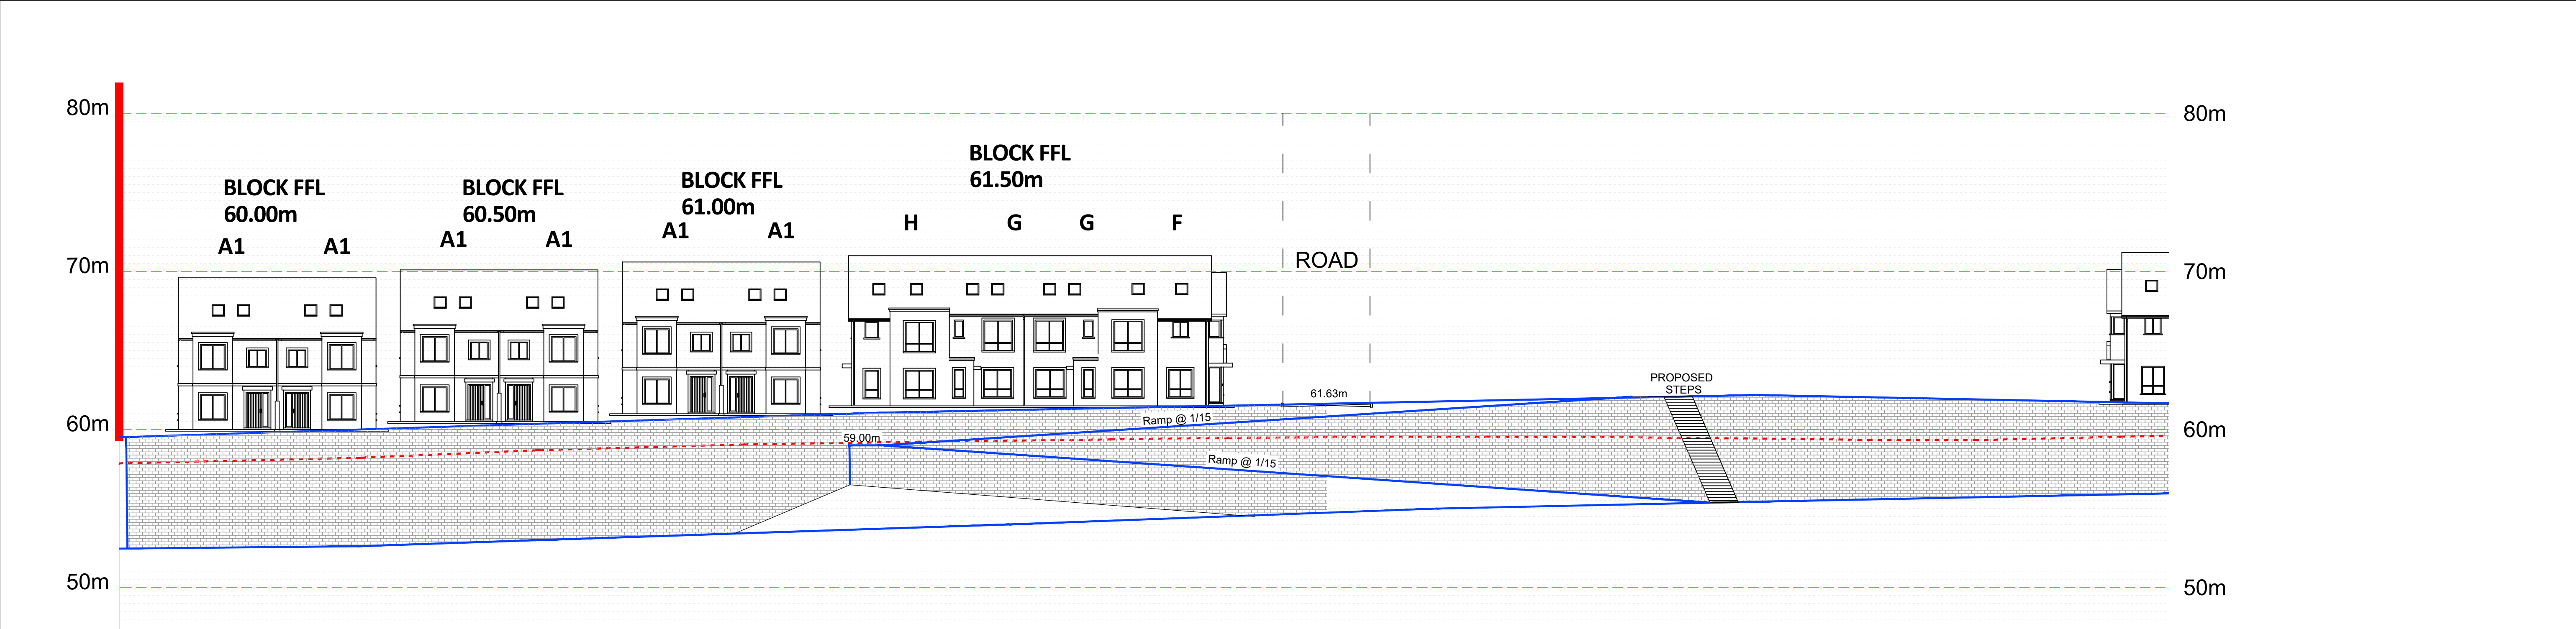 80m
80m
BLOCK FFL
61.50m
BLOCK FFL
61.00m
BLOCK FFL
60.00m
BLOCK FFL
60.50m
A1
A1
A1
A1
A1
A1
H
G
G
F
ROAD
70m
70m
PROPOSED
STEPS
61.63m
60m
60m
Ramp @ 1/15
59.00m
Ramp @ 1/15
50m
50m